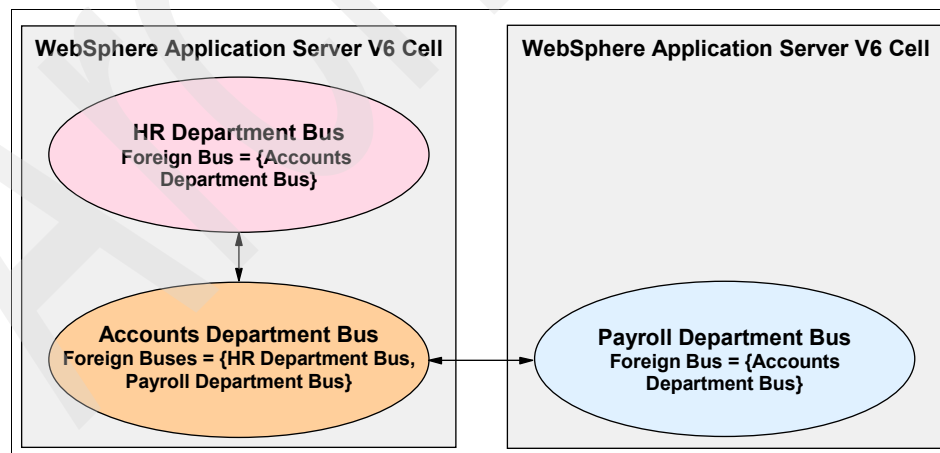 WebSphere Application Server V6 Cell
HR Department Bus
Foreign Bus = {Accounts
Department Bus}
Accounts Department Bus
Foreign Buses = {HR Department Bus,
Payroll Department Bus}
WebSphere Application Server V6 Cell
Payroll Department Bus
Foreign Bus = {Accounts
Department Bus}